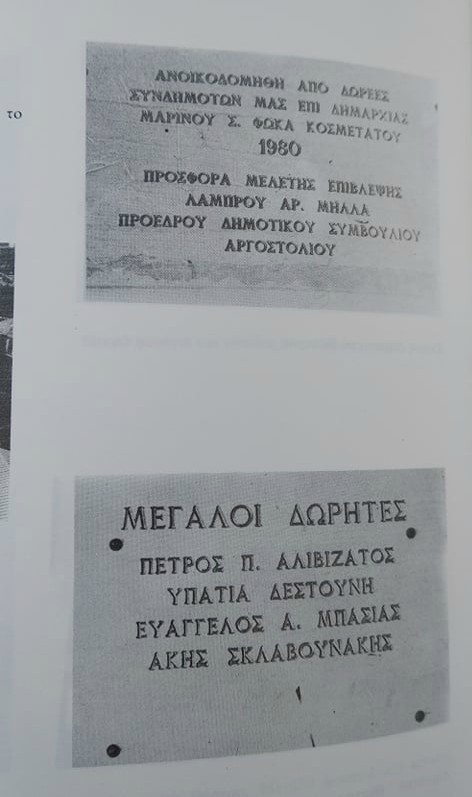 το
ΑΝΟΙΚΟΔΟΜΗΘΗ ΑΠΟ ΔΩΡΕΕΣ
ΣΥΝΔΗΜΟΤΩΝ ΜΑΣ ΕΠΙ ΔΗΜΑΡΧΙΑΣ
ΜΑΡΙΝΟΥ Σ. ΦΩΚΑ ΚΟΣΜΕΤΑΤΟΥ
1980
ΠΡΟΣΦΟΡΑ ΜΕΛΕΤΗΣ ΕΠΙΒΛΕΨΗΣ
ΛΑΜΠΡΟΥ ΑΡ. ΜΗΛΑ
ΠΡΟΕΔΡΟΥ ΔΗΜΟΤΙΚΟΥ ΣΥΜΒΟΥΛΙΟΥ
ΑΡΓΟΣΤΟΛΙΟΥ
ΜΕΓΑΛΟΙ ΔΩΡΗΤΕΣ
ΠΕΤΡΟΣ Π. ΑΛΙΒΙΖΑΤΟΣ
ΥΠΑΤΙΑ ΔΕΣΤΟΥΝΗ
ΕΥΑΓΓΕΛΟΣ Α. ΜΠΑΣΙΑΣ
ΑΚΗΣ ΣΚΛΑΒΟΥΝΑΚΗΣ